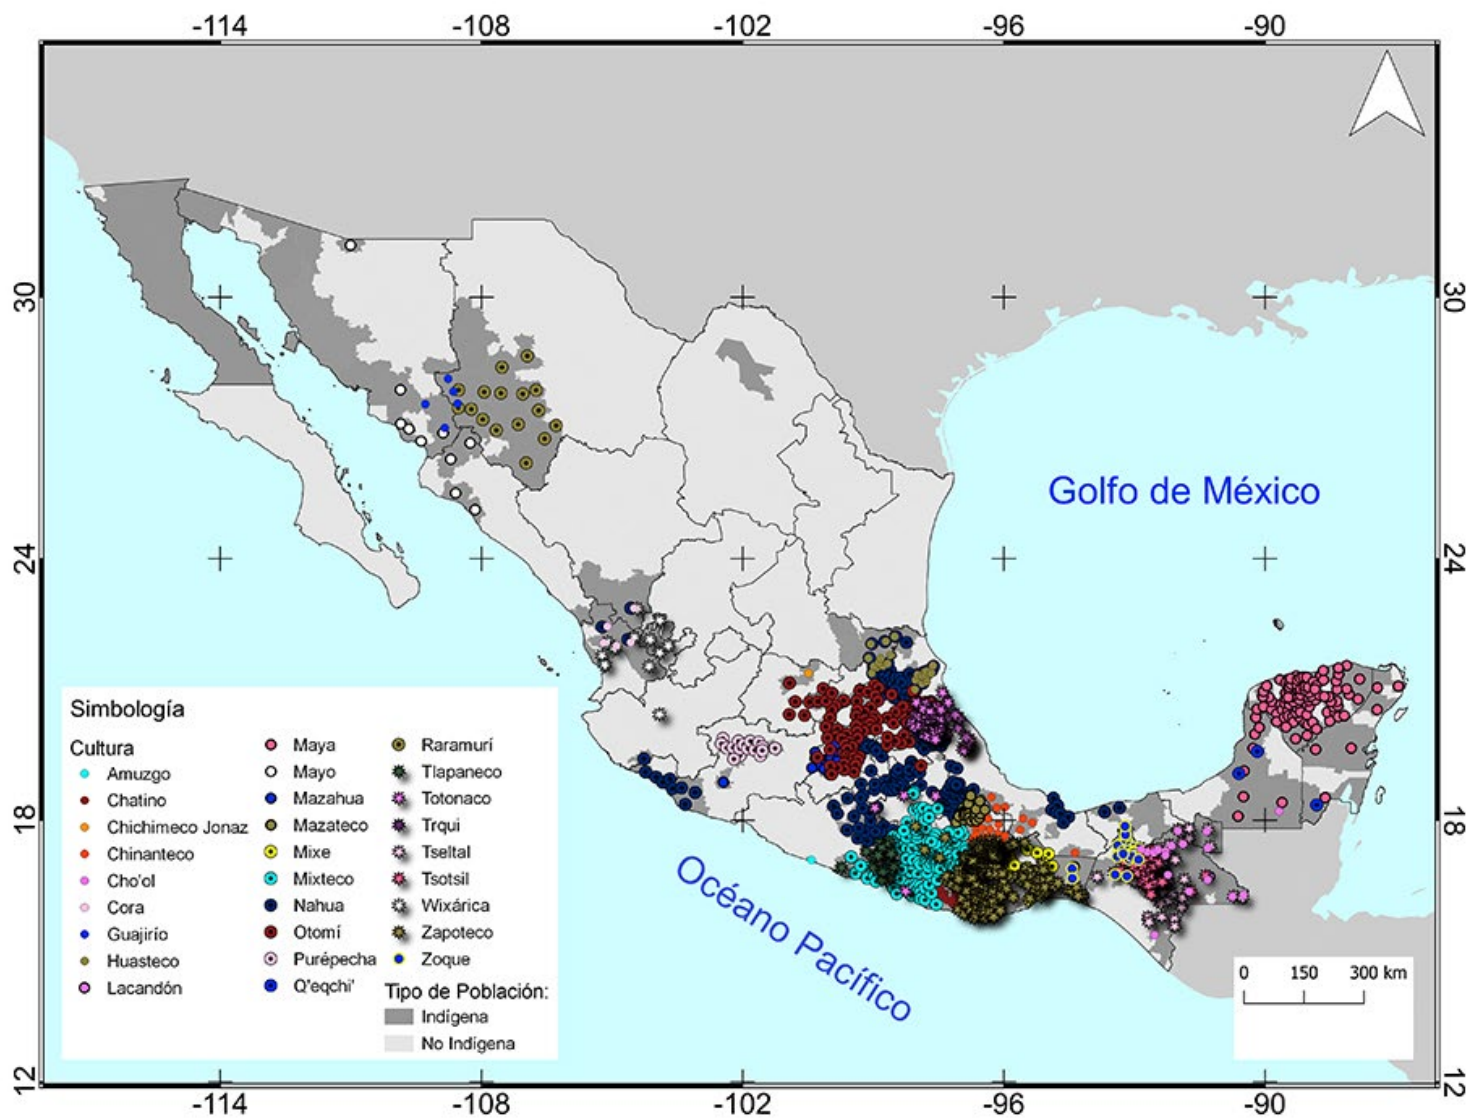 -114 -108 -102 -96 -90
30 30
24 24
18 18
12 12
Golfo de México
Océano Pacífico
Simbología
Cultura
Amuzgo
Chatino
Chichimeco Jonaz
Chinanteco
Cho'ol
Cora
Guajirío
Huasteco
Lacandón
Maya
Mayo
Mazahua
Mazateco
Mixe
Mixteco
Nahua
Otomí
Purépecha
Q'eqchi'
Raramurí
Tlapaneco
Totonaco
Trqui
Tseltal
Tsotsil
Wixárica
Zapoteco
Zoque
Tipo de Población:
Indígena
No Indígena
0 150 300 km
-114 -108 -102 -96 -90